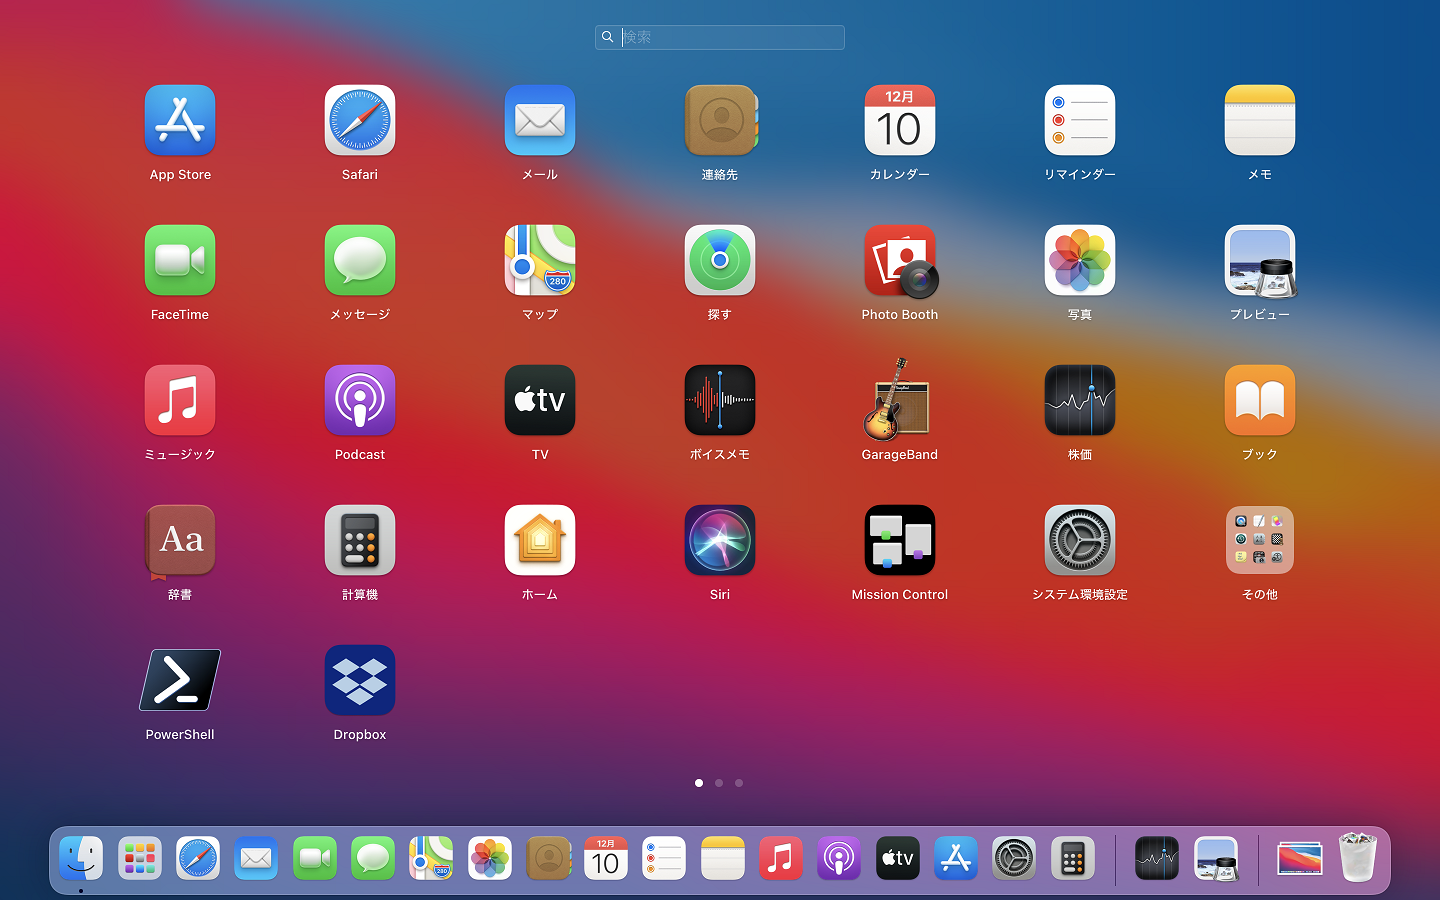 検索
App Store
Safari
メール
連絡先
12月
10
カレンダー
リマインダー
メモ
FaceTime
メッセージ
280
マップ
探す
Photo Booth
写真
プレビュー
ミュージック
Podcast
tv
TV
ボイスメモ
GarageBand
株価
ブック
Aa
辞書
計算機
ホーム
Siri
Mission Control
システム環境設定
その他
PowerShell
Dropbox
280
12月
10
tv